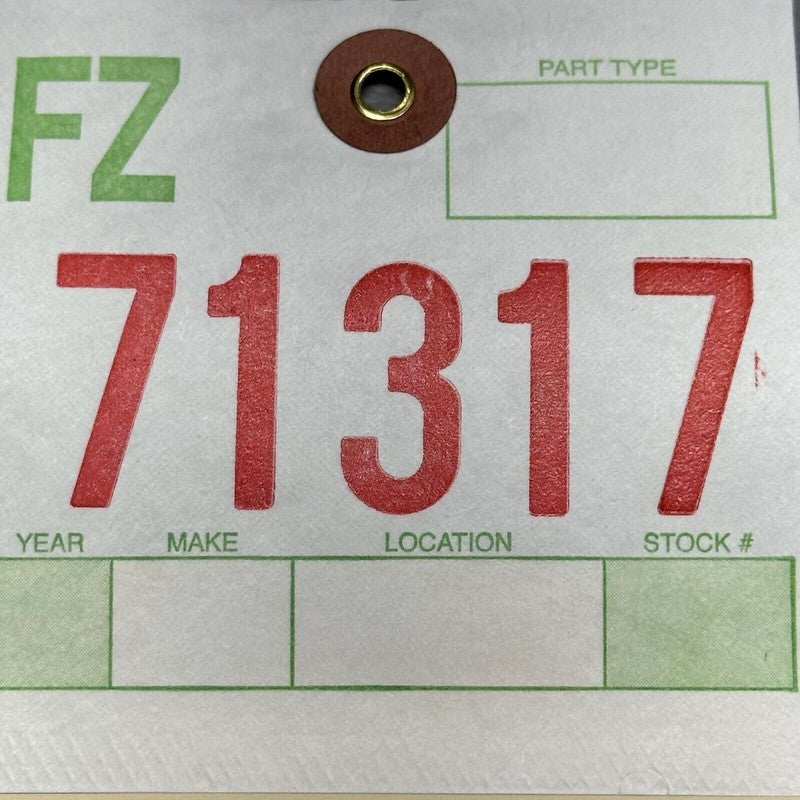 FZ
PART TYPE
71317
YEAR MAKE LOCATION STOCK #